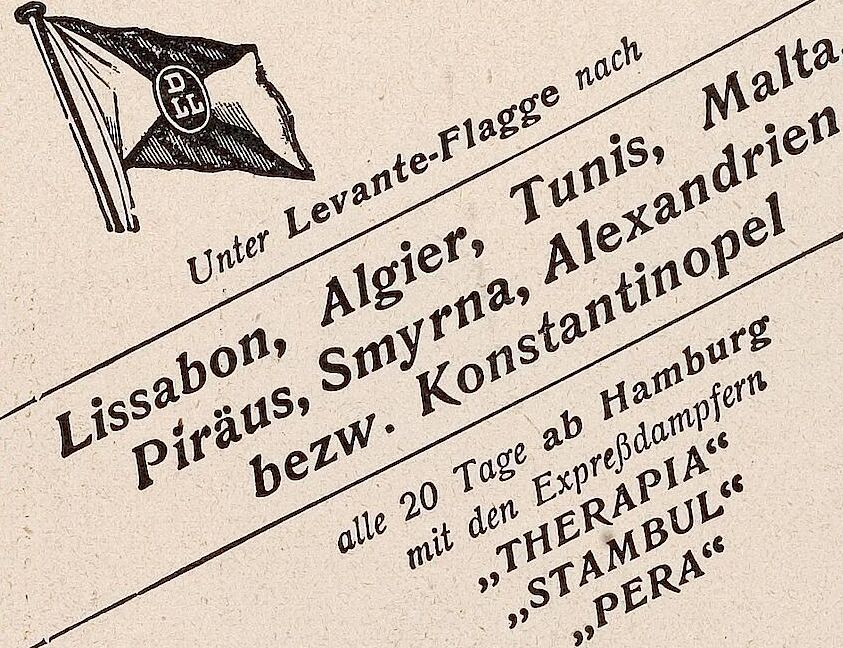 D
LL
Unter Levante-Flagge nach
Lissabon, Algier, Tunis, Malta,
Piräus, Smyrna, Alexandrien
bezw. Konstantinopel
alle 20 Tage ab Hamburg
mit den Expreßdampfern
„THERAPIA“
„STAMBUL“
„PERA“